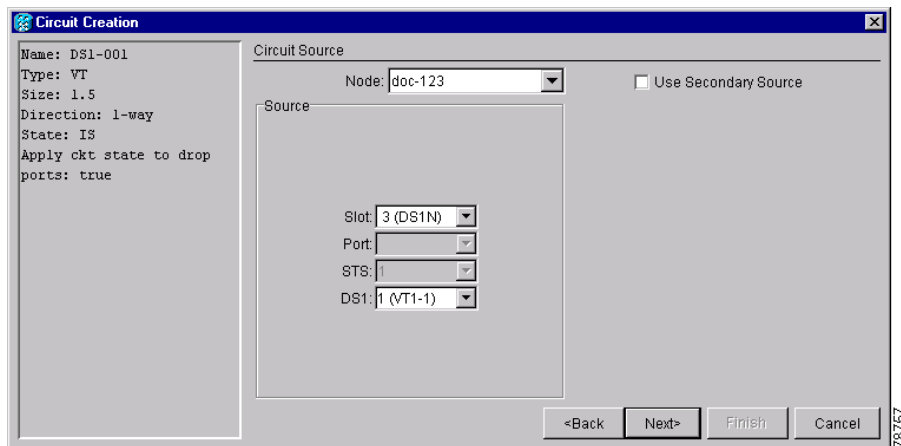 Circuit Creation
Name: DS1-001
Type: VT
Size: 1.5
Direction: 1-way
State: IS
Apply ckt state to drop
ports: true
Circuit Source
Node: doc-123
Use Secondary Source
Source
Slot: 3 (DS1N)
Port:
STS: 1
DS1: 1 (VT1-1)
<Back
Next>
Finish
Cancel
78767